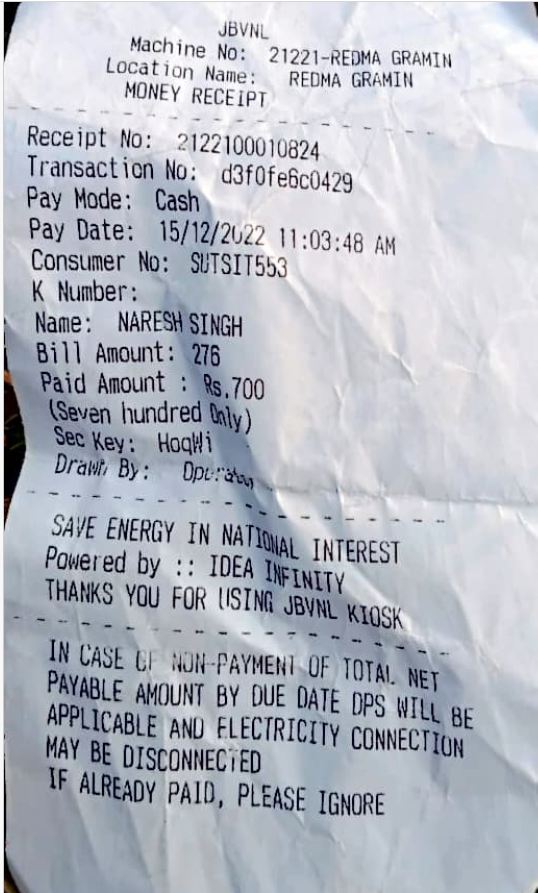 JBVNL
Machine No: 21221-REDMA GRAMIN
Location Name: REDMA GRAMIN
MONEY RECEIPT
Receipt No: 2122100010824
Transaction No: d3f0fe6c0429
Pay Mode: Cash
Pay Date: 15/12/2022 11:03:48 AM
Consumer No: SUTSIT553
K Number:
Name: NARESH SINGH
Bill Amount: 276
Paid Amount : Rs.700
(Seven hundred Only)
Sec Key: HoqWi
Drawn By: Operator
SAVE ENERGY IN NATIONAL INTEREST
Powered by :: IDEA INFINITY
THANKS YOU FOR USING JBVNL KIOSK
IN CASE OF NON-PAYMENT OF TOTAL NET
PAYABLE AMOUNT BY DUE DATE DPS WILL BE
APPLICABLE AND ELECTRICITY CONNECTION
MAY BE DISCONNECTED
IF ALREADY PAID, PLEASE IGNORE